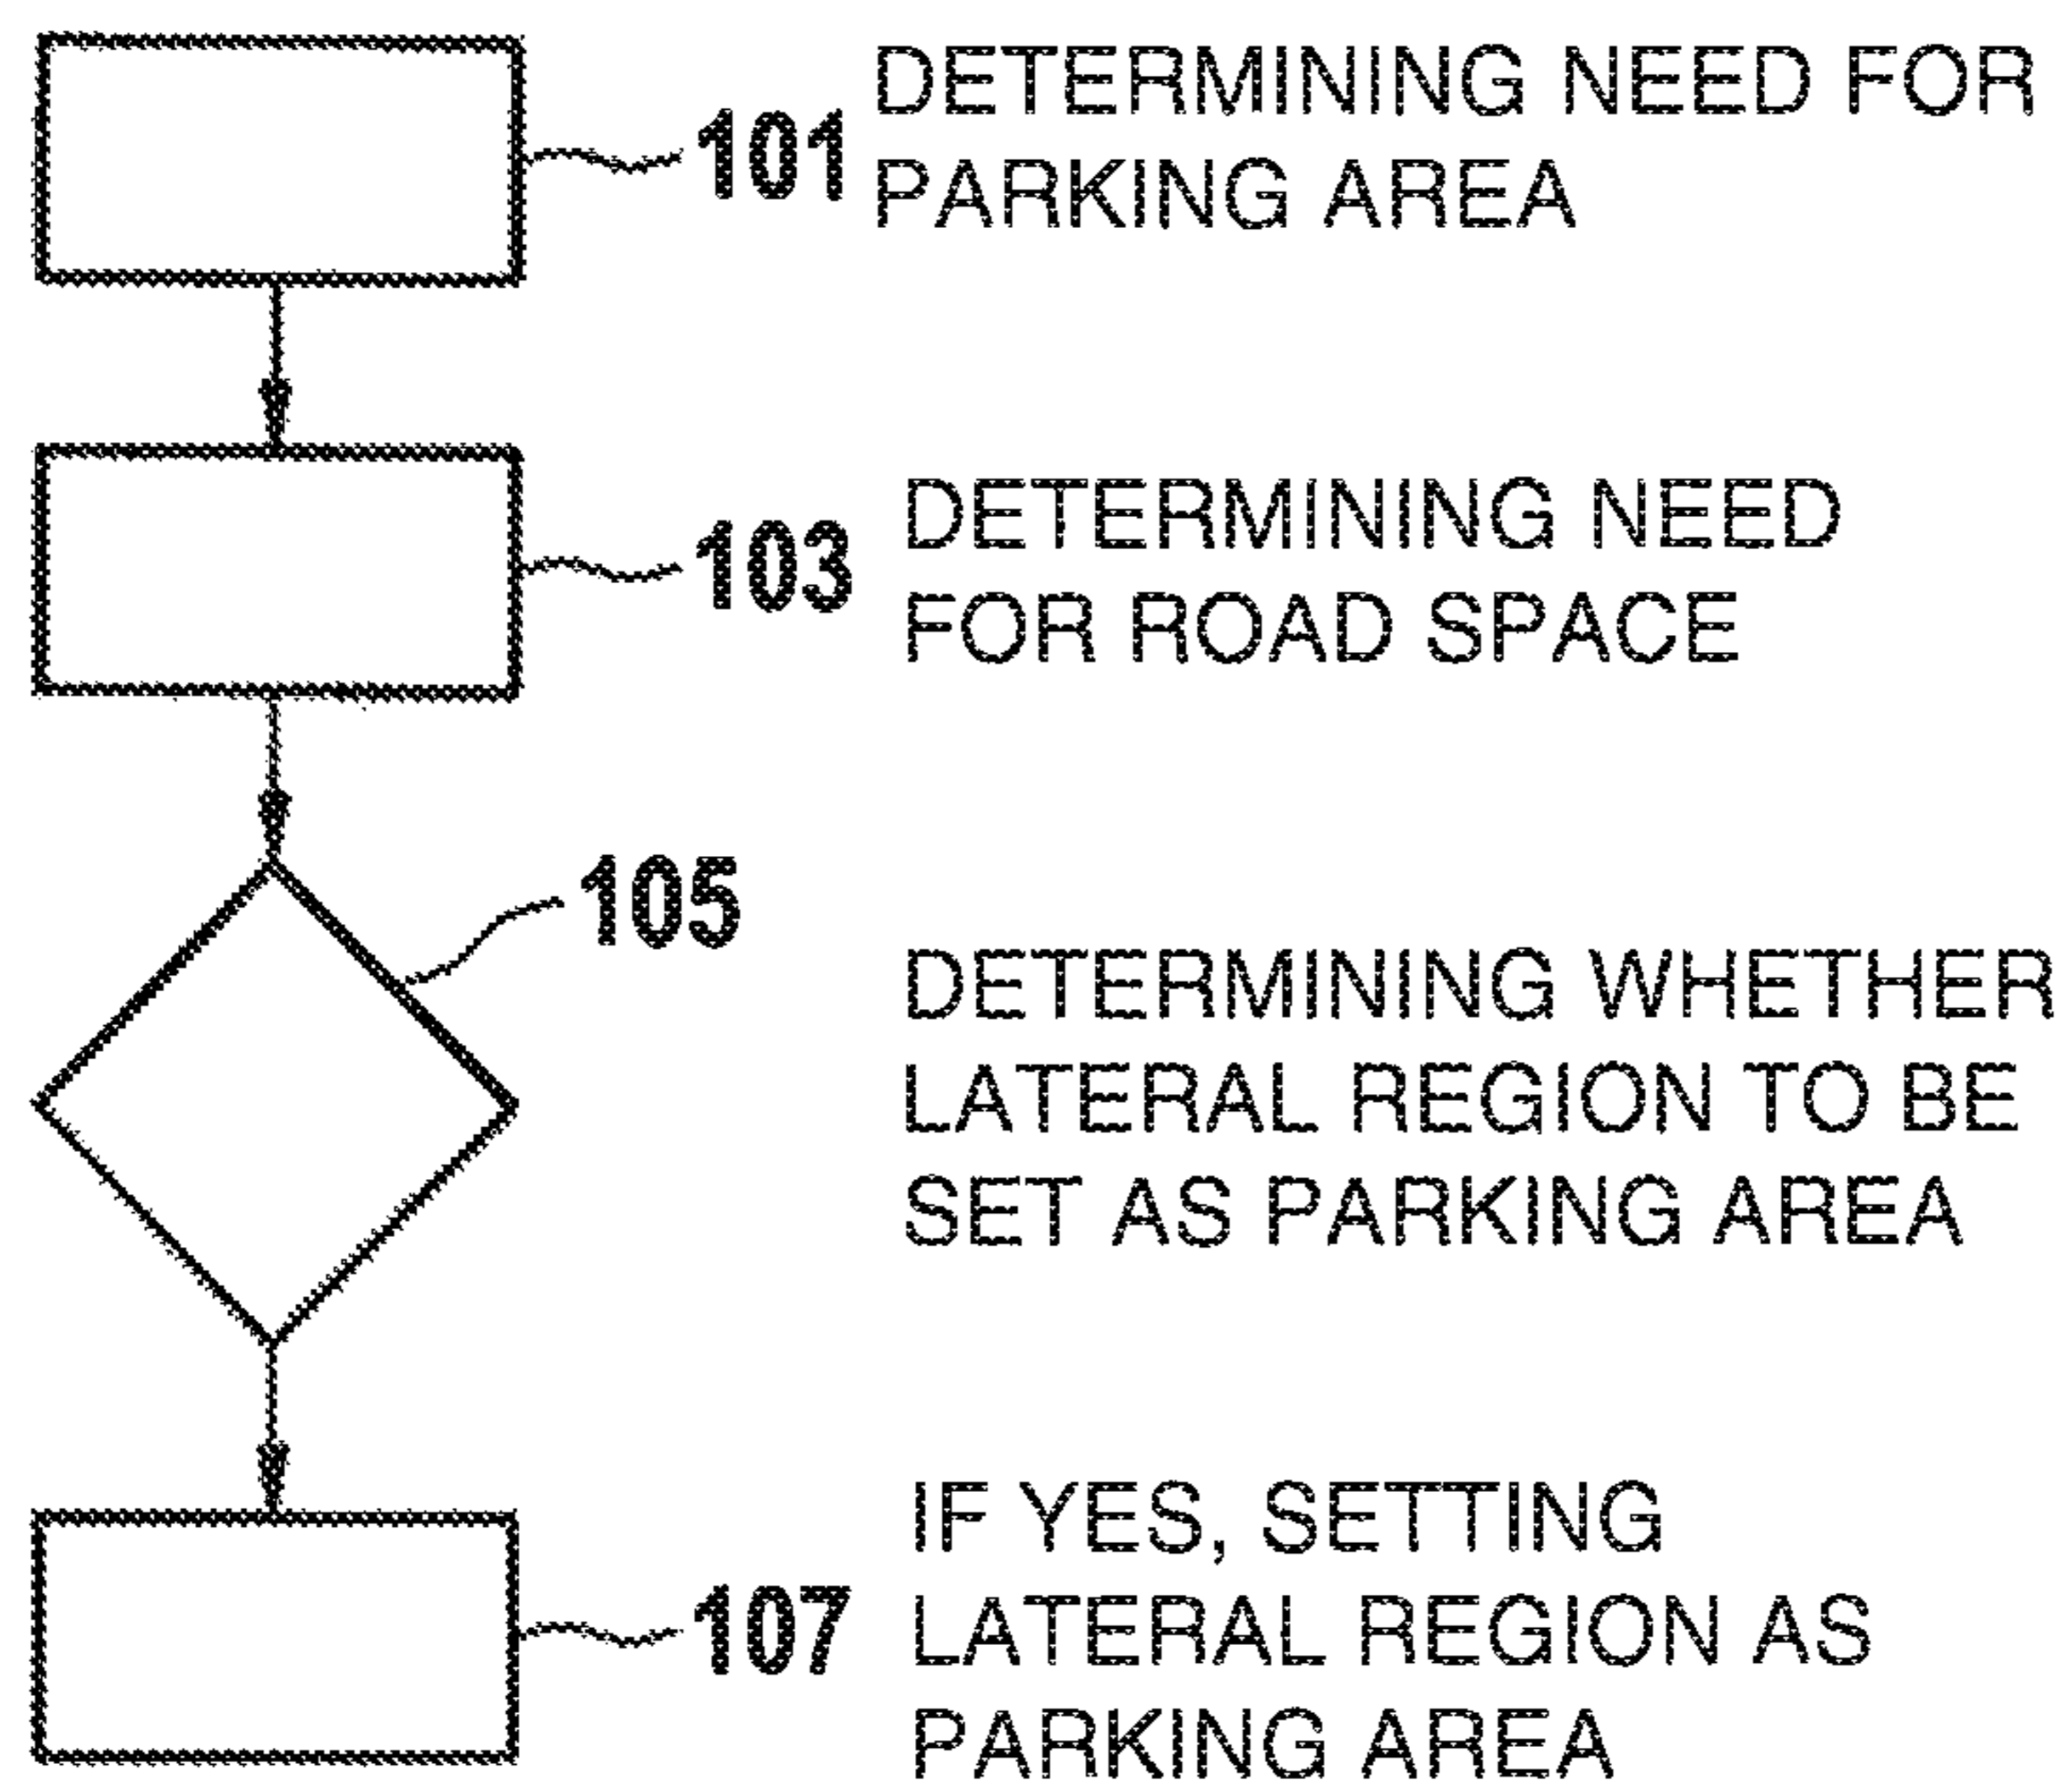 101 DETERMINING NEED FOR
PARKING AREA
103 DETERMINING NEED
FOR ROAD SPACE
105
DETERMINING WHETHER
LATERAL REGION TO BE
SET AS PARKING AREA
IF YES, SETTING
107 LATERAL REGION AS
PARKING AREA